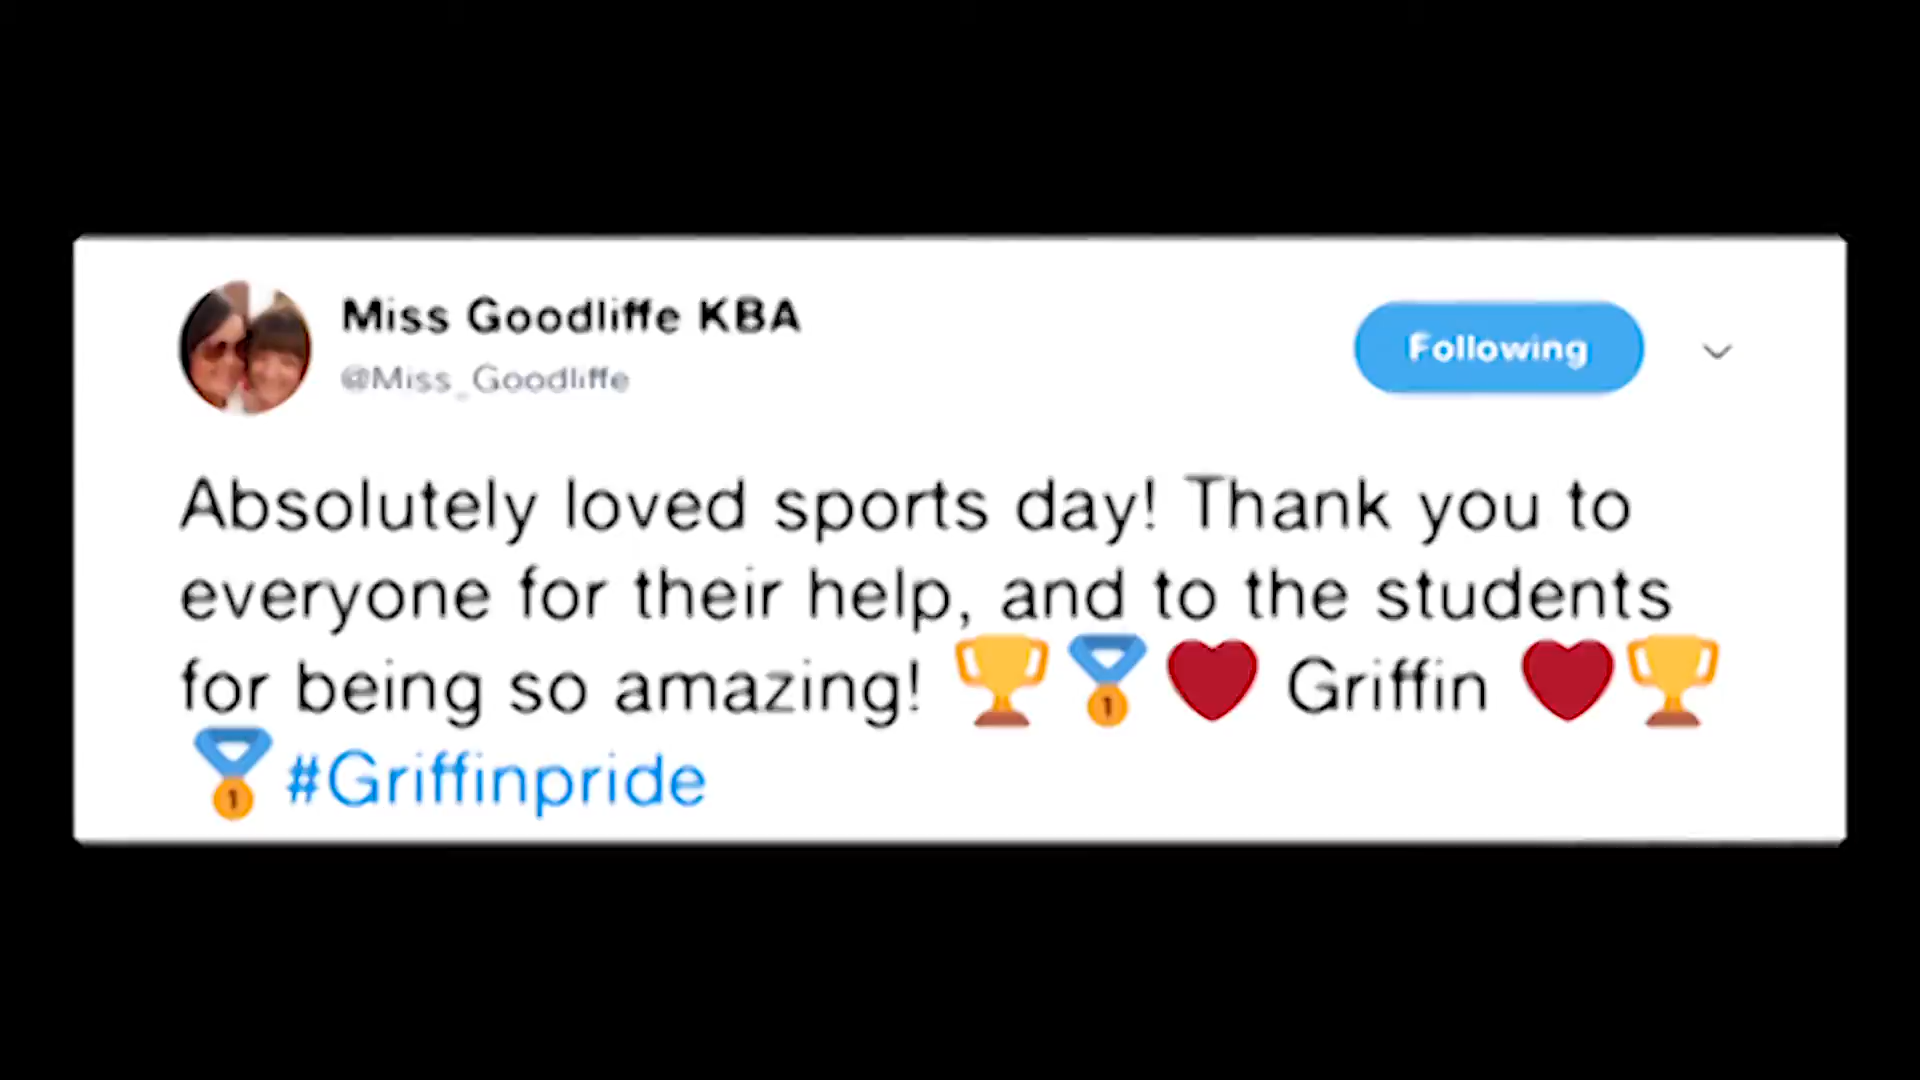 Miss Goodliffe KBA
@Miss_Goodliffe
Following
Absolutely loved sports day! Thank you to
everyone for their help, and to the students
for being so amazing! 🏆🥇❤️ Griffin ❤️🏆
🥇#Griffinpride